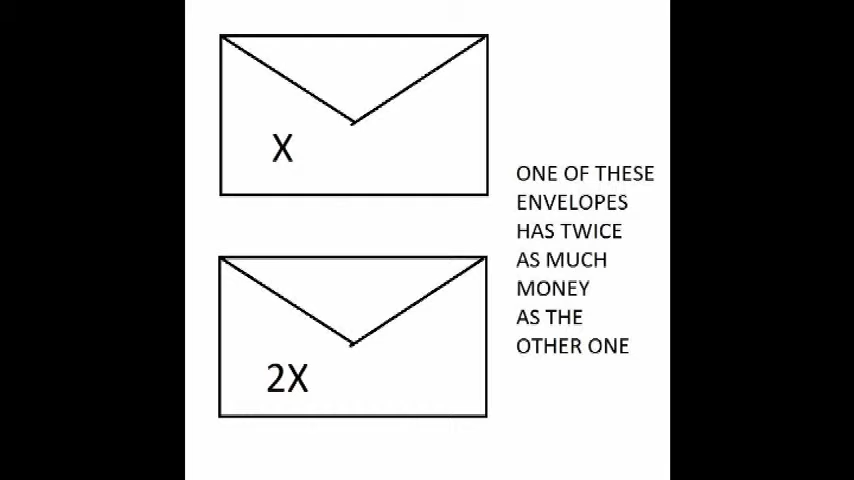 X
2X
ONE OF THESE
ENVELOPES
HAS TWICE
AS MUCH
MONEY
AS THE
OTHER ONE